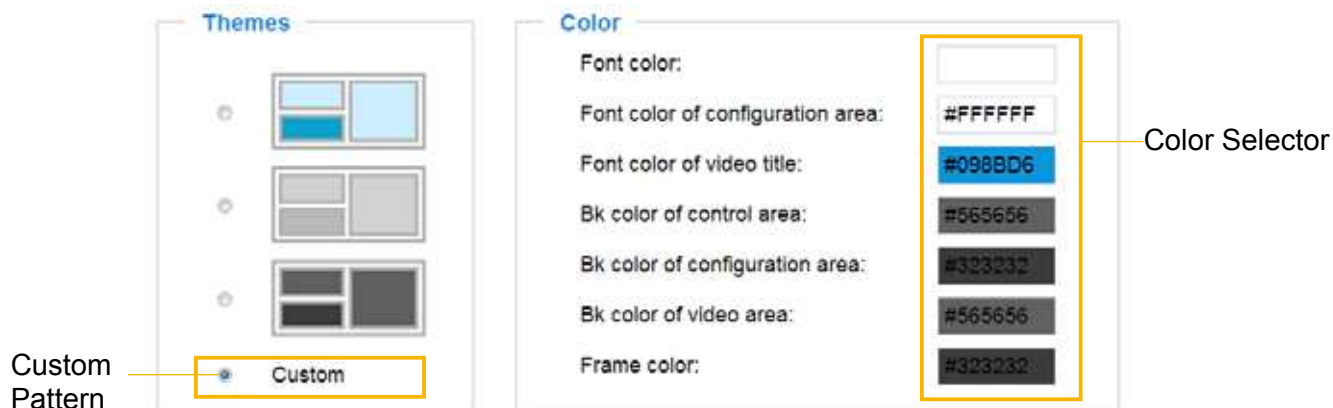 Themes
Custom
Color
Font color:
Font color of configuration area: #FFFFFF
Font color of video title: #098BD6
Bk color of control area: #565656
Bk color of configuration area: #323232
Bk color of video area: #565656
Frame color: #323232
Color Selector
Custom
Pattern